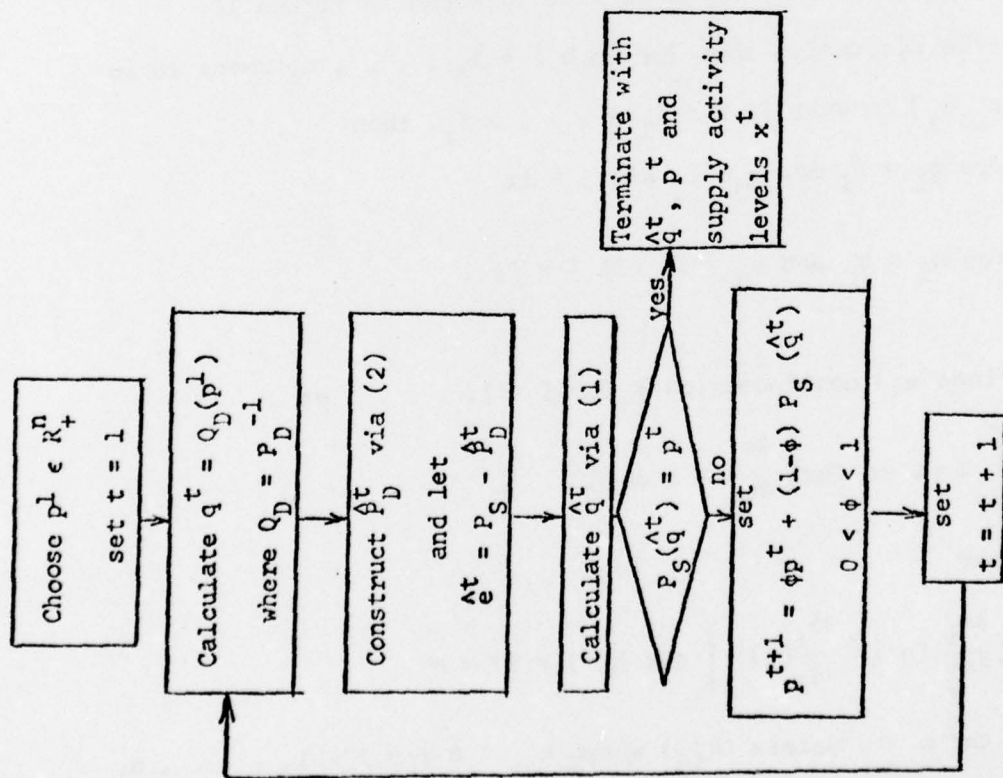 Choose p^1 ε R^n_+
set t = 1
Calculate q^t = Q_D(p^1)
where Q_D = P_D^-1
Construct P̂^t_D via (2)
and let
ê^t = P_S - P̂^t_D
Calculate q̂^t via (1)
P_S(q̂^t) = p^t
yes
Terminate with
q̂^t, p^t and
supply activity
levels x^t
no
set
p^t+1 = φp^t + (1-φ) P_S (q̂^t)
0 < φ < 1
set
t = t + 1